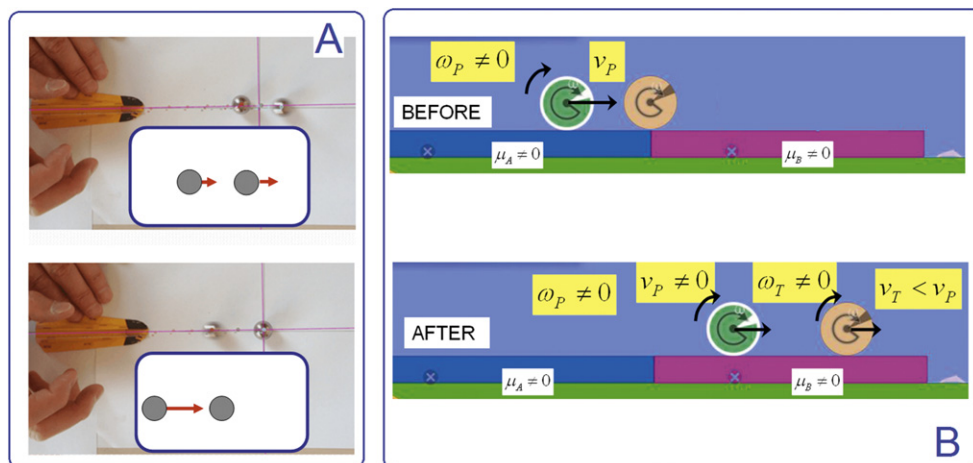 A
ω_P ≠ 0
v_P
BEFORE
μ_A ≠ 0
μ_B ≠ 0
ω_P ≠ 0
v_P ≠ 0
ω_T ≠ 0
v_T < v_P
AFTER
μ_A ≠ 0
μ_B ≠ 0
B